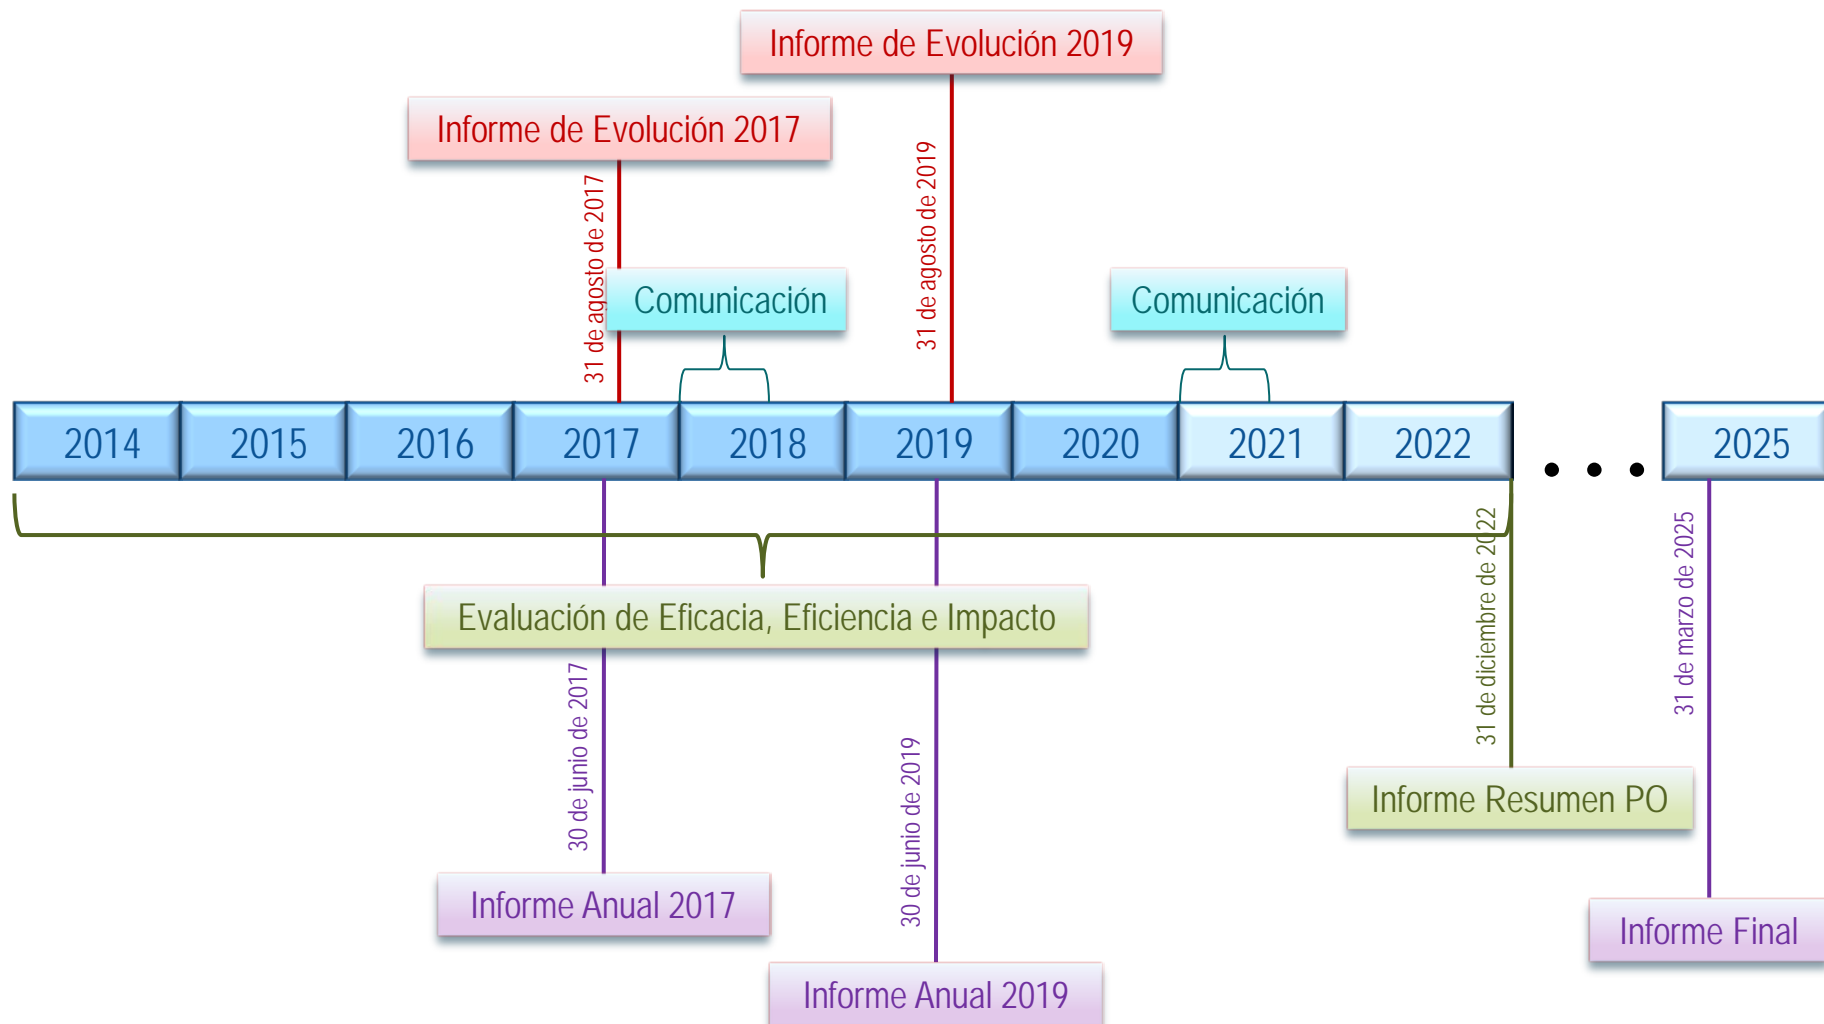 Informe de Evolución 2019
Informe de Evolución 2017
31 de agosto de 2017
31 de agosto de 2019
Comunicación
Comunicación
2014
2015
2016
2017
2018
2019
2020
2021
2022
. . .
2025
Evaluación de Eficacia, Eficiencia e Impacto
31 de diciembre de 2022
31 de marzo de 2025
30 de junio de 2017
30 de junio de 2019
Informe Resumen PO
Informe Anual 2017
Informe Final
Informe Anual 2019